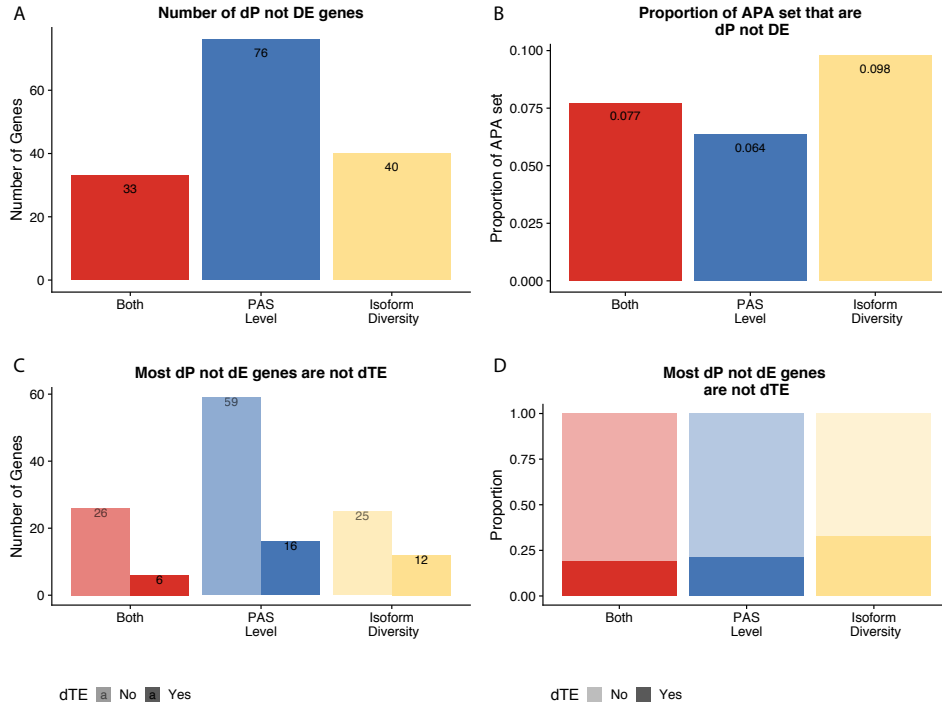 A
Number of dP not DE genes
Number of Genes
60
40
20
0
33
76
40
Both
PAS
Level
Isoform
Diversity
B
Proportion of APA set that are
dP not DE
Proportion of APA set
0.100
0.075
0.050
0.025
0.000
0.077
0.064
0.098
Both
PAS
Level
Isoform
Diversity
C
Most dP not dE genes are not dTE
Number of Genes
60
40
20
0
26
6
59
16
25
12
Both
PAS
Level
Isoform
Diversity
dTE a No a Yes
D
Most dP not dE genes
are not dTE
Proportion
1.00
0.75
0.50
0.25
0.00
Both
PAS
Level
Isoform
Diversity
dTE No Yes